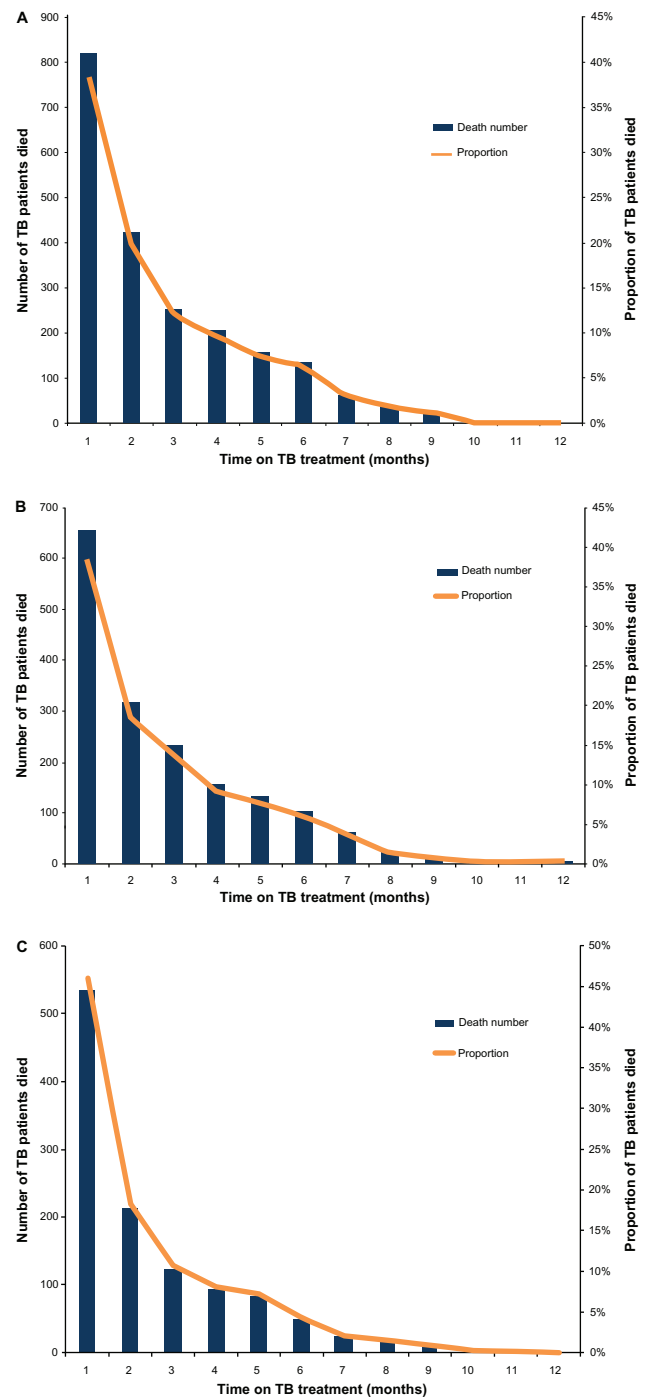 A
900
800
700
600
500
400
300
200
100
0
Number of TB patients died
45%
40%
35%
30%
25%
20%
15%
10%
5%
0%
Proportion of TB patients died
Death number
Proportion
1 2 3 4 5 6 7 8 9 10 11 12
Time on TB treatment (months)
B
700
600
500
400
300
200
100
0
Number of TB patients died
45%
40%
35%
30%
25%
20%
15%
10%
5%
0%
Proportion of TB patients died
Death number
Proportion
1 2 3 4 5 6 7 8 9 10 11 12
Time on TB treatment (months)
C
600
500
400
300
200
100
0
Number of TB patients died
50%
45%
40%
35%
30%
25%
20%
15%
10%
5%
0%
Proportion of TB patients died
Death number
Proportion
1 2 3 4 5 6 7 8 9 10 11 12
Time on TB treatment (months)